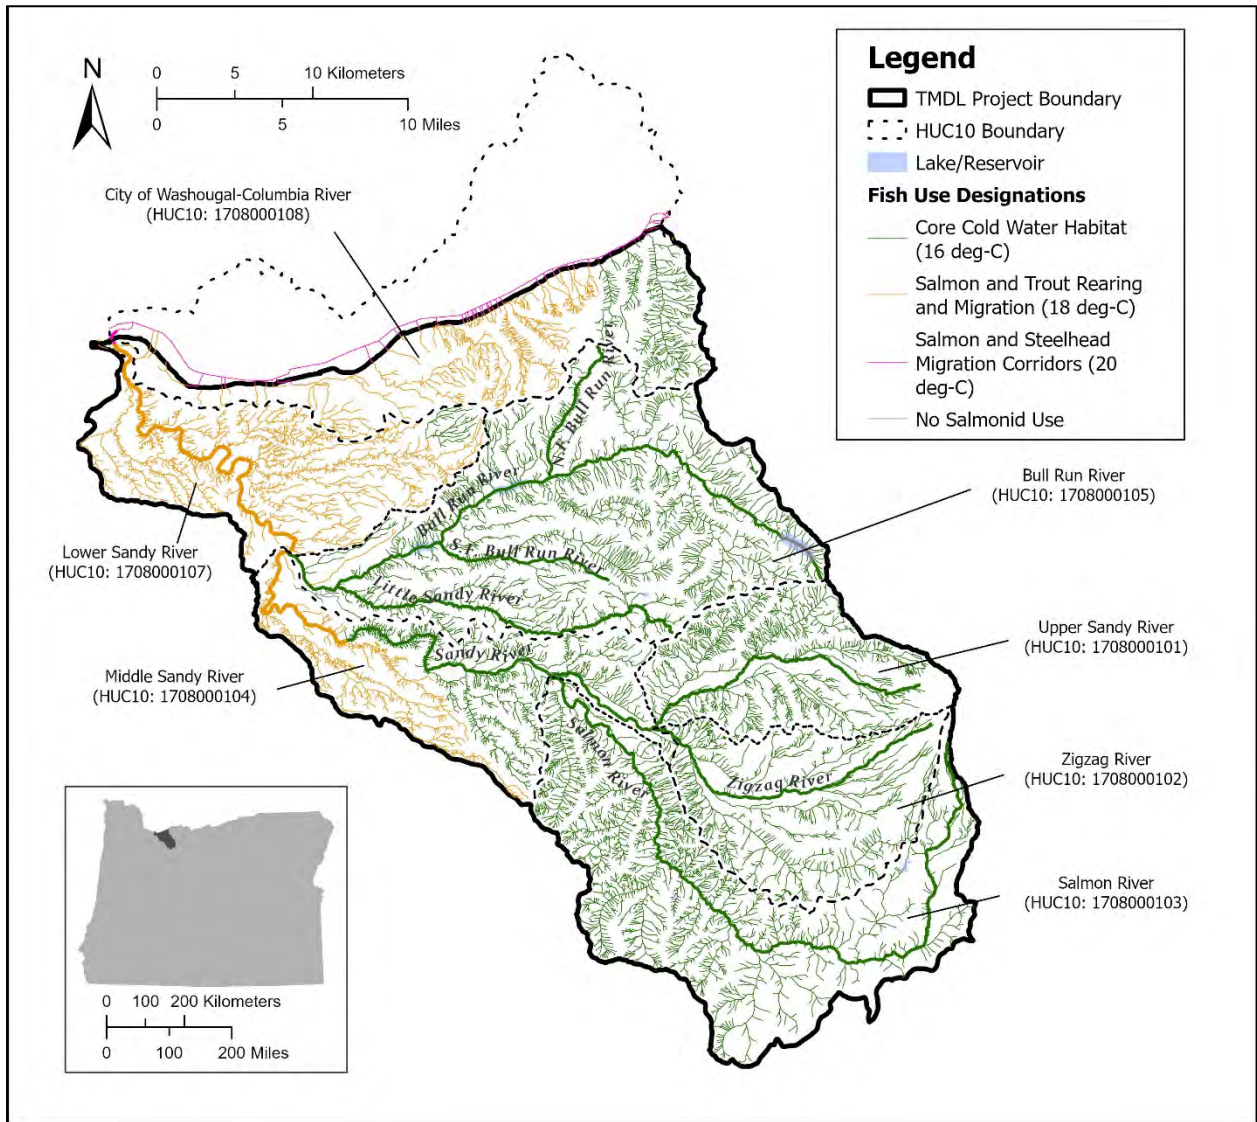 N
0 5 10 Kilometers
0 5 10 Miles
City of Washougal-Columbia River
(HUC10: 1708000108)
Legend
TMDL Project Boundary
HUC10 Boundary
Lake/Reservoir
Fish Use Designations
Core Cold Water Habitat
(16 deg-C)
Salmon and Trout Rearing
and Migration (18 deg-C)
Salmon and Steelhead
Migration Corridors (20
deg-C)
No Salmonid Use
N.F. Bull Run River
Bull Run River
(HUC10: 1708000105)
Bull Run River
S.F. Bull Run River
Lower Sandy River
(HUC10: 1708000107)
Little Sandy River
Upper Sandy River
(HUC10: 1708000101)
Sandy River
Middle Sandy River
(HUC10: 1708000104)
Salmon River
Zigzag River
Zigzag River
(HUC10: 1708000102)
Salmon River
(HUC10: 1708000103)
0 100 200 Kilometers
0 100 200 Miles